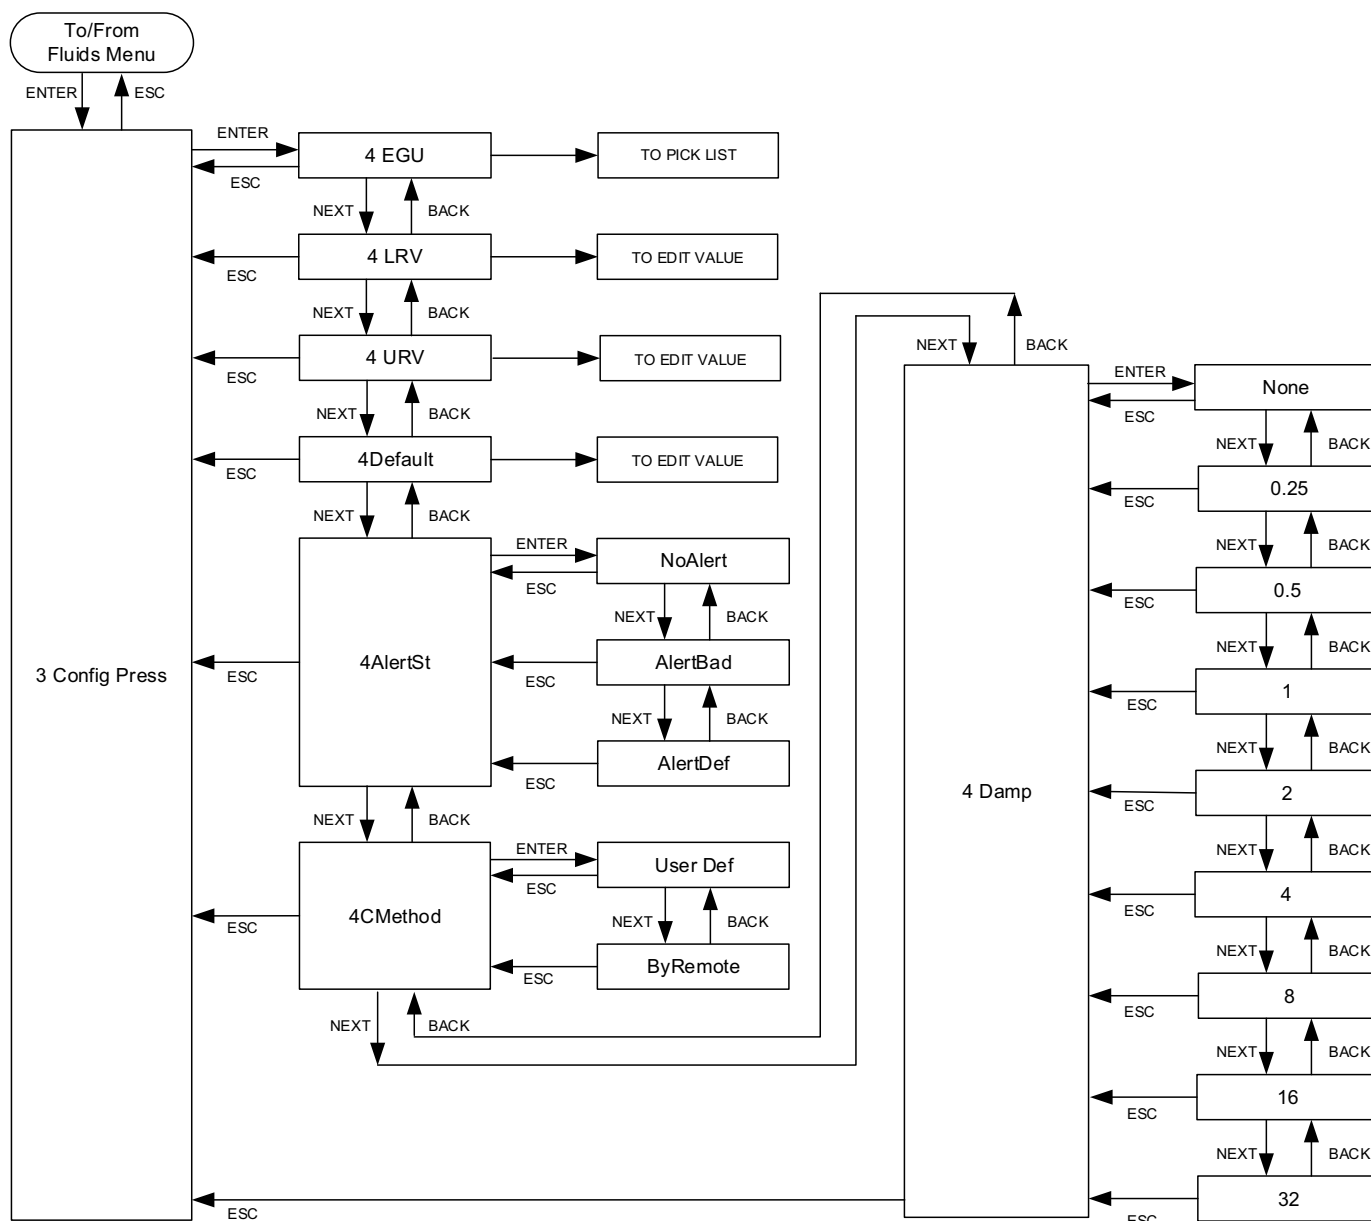 To/From
Fluids Menu
ENTER
ESC
3 Config Press
ENTER
ESC
4 EGU
TO PICK LIST
NEXT
BACK
ESC
4 LRV
TO EDIT VALUE
NEXT
BACK
ESC
4 URV
TO EDIT VALUE
NEXT
BACK
ESC
4Default
TO EDIT VALUE
NEXT
BACK
ESC
4AlertSt
ENTER
ESC
NoAlert
NEXT
BACK
ESC
AlertBad
NEXT
BACK
ESC
AlertDef
NEXT
BACK
ESC
4CMethod
ENTER
ESC
User Def
NEXT
BACK
ESC
ByRemote
NEXT
BACK
NEXT
BACK
ESC
4 Damp
ENTER
ESC
None
NEXT
BACK
ESC
0.25
NEXT
BACK
ESC
0.5
NEXT
BACK
ESC
1
NEXT
BACK
ESC
2
NEXT
BACK
ESC
4
NEXT
BACK
ESC
8
NEXT
BACK
ESC
16
NEXT
BACK
ESC
32